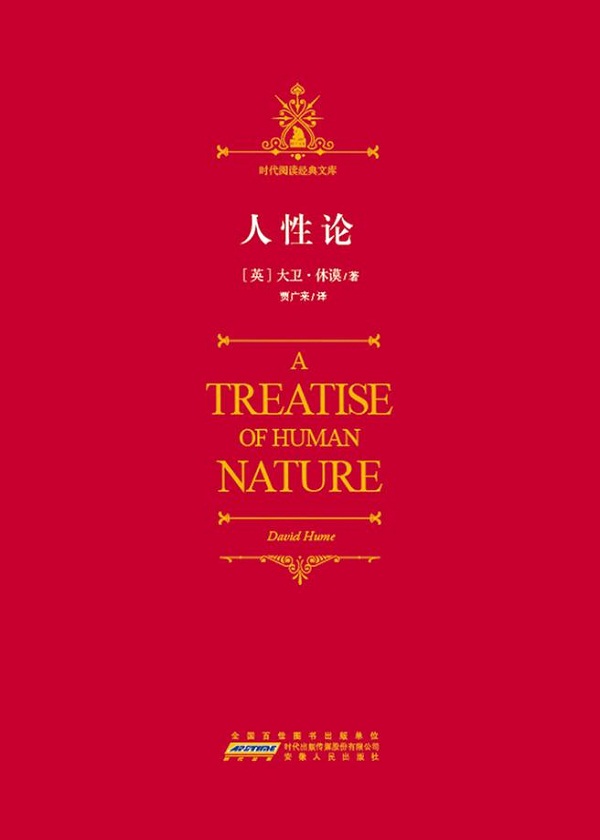 时代阅读经典文库
人性论
［英］大卫·休谟/著
贾广来/译
A
TREATISE
OF HUMAN
NATURE
David Hume
全国百佳图书出版单位
时代出版传媒股份有限公司
安徽人民出版社